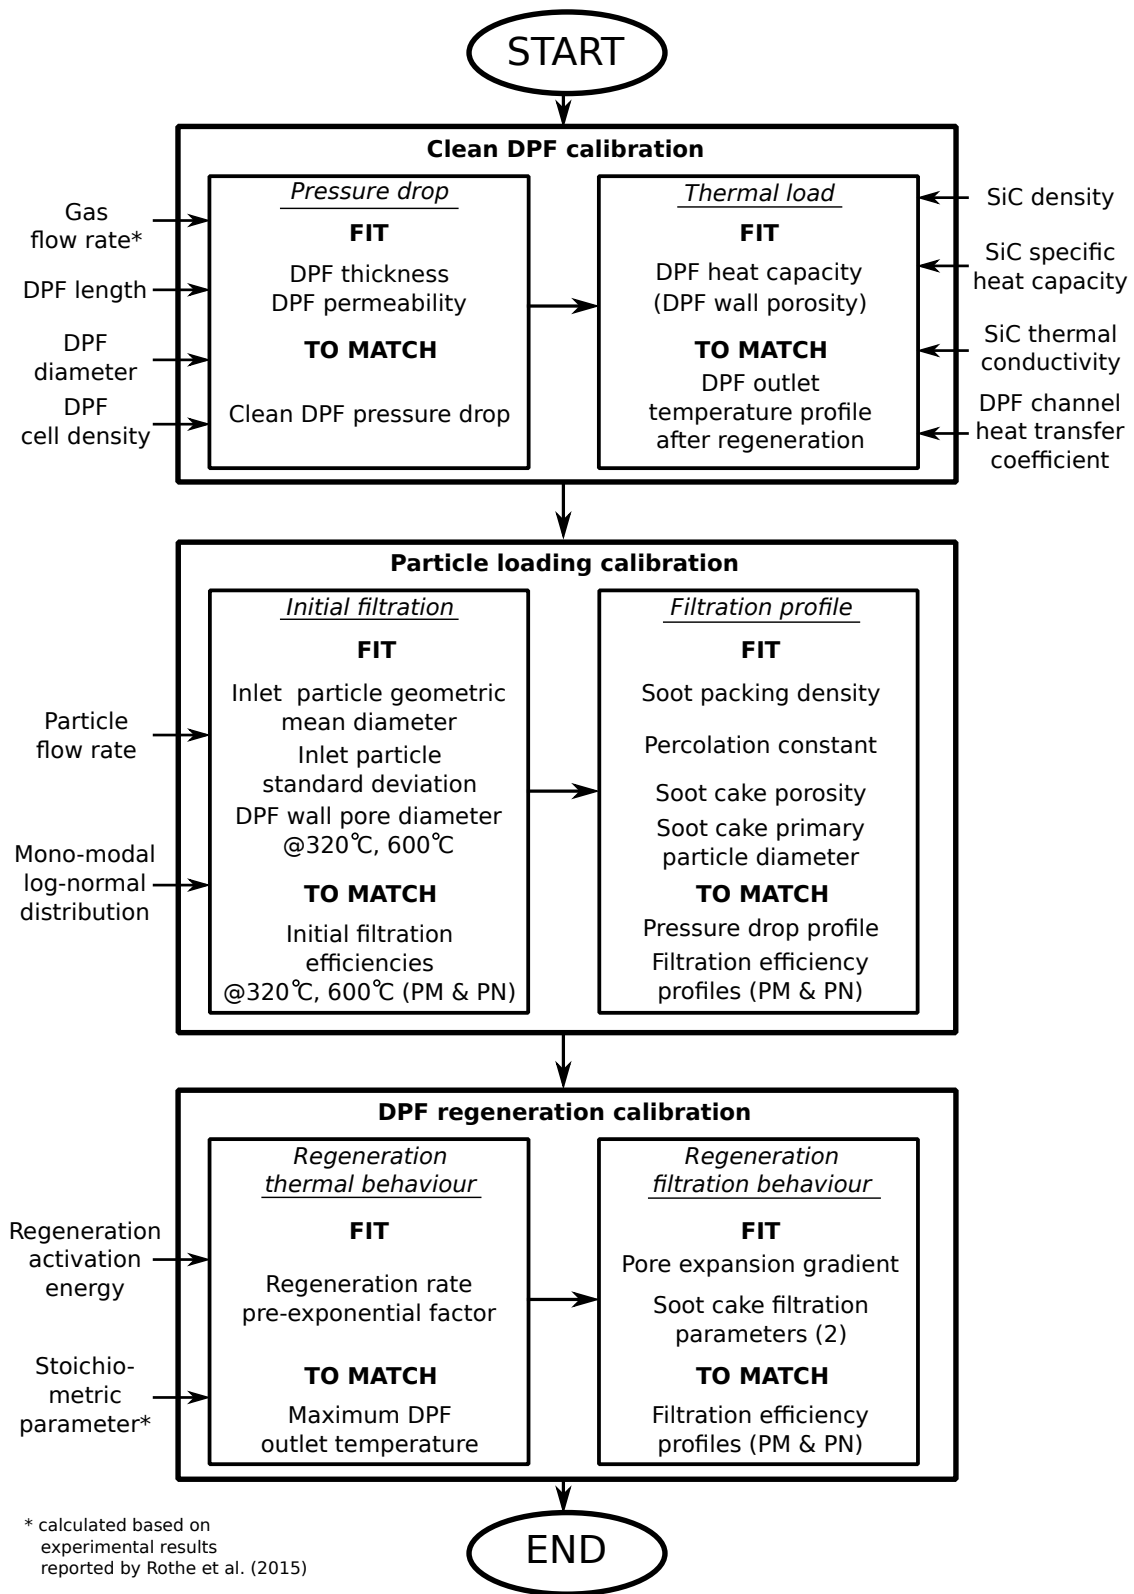 START
Clean DPF calibration
Gas
flow rate*
DPF length
DPF
diameter
DPF
cell density
Pressure drop
FIT
DPF thickness
DPF permeability
TO MATCH
Clean DPF pressure drop
Thermal load
FIT
DPF heat capacity
(DPF wall porosity)
TO MATCH
DPF outlet
temperature profile
after regeneration
SiC density
SiC specific
heat capacity
SiC thermal
conductivity
DPF channel
heat transfer
coefficient
Particle loading calibration
Particle
flow rate
Mono-modal
log-normal
distribution
Initial filtration
FIT
Inlet particle geometric
mean diameter
Inlet particle
standard deviation
DPF wall pore diameter
@320℃, 600℃
TO MATCH
Initial filtration
efficiencies
@320℃, 600℃ (PM & PN)
Filtration profile
FIT
Soot packing density
Percolation constant
Soot cake porosity
Soot cake primary
particle diameter
TO MATCH
Pressure drop profile
Filtration efficiency
profiles (PM & PN)
DPF regeneration calibration
Regeneration
activation
energy
Stoichio-
metric
parameter*
Regeneration
thermal behaviour
FIT
Regeneration rate
pre-exponential factor
TO MATCH
Maximum DPF
outlet temperature
Regeneration
filtration behaviour
FIT
Pore expansion gradient
Soot cake filtration
parameters (2)
TO MATCH
Filtration efficiency
profiles (PM & PN)
END
* calculated based on
experimental results
reported by Rothe et al. (2015)